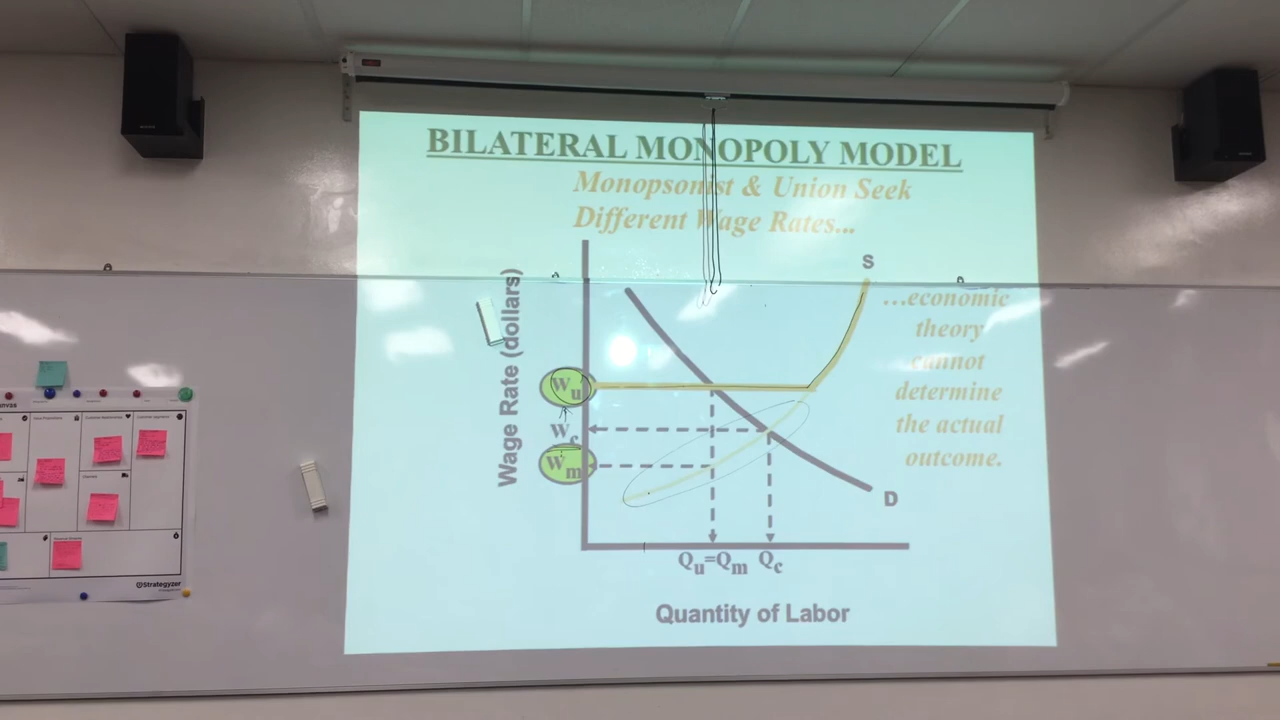 BILATERAL MONOPOLY MODEL
Monopsonist & Union Seek
Different Wage Rates...
S
...economic
theory
cannot
determine
the actual
outcome.
Wage Rate (dollars)
Wu
Wc
Wm
D
Qu=Qm Qc
Quantity of Labor
Strategyzer